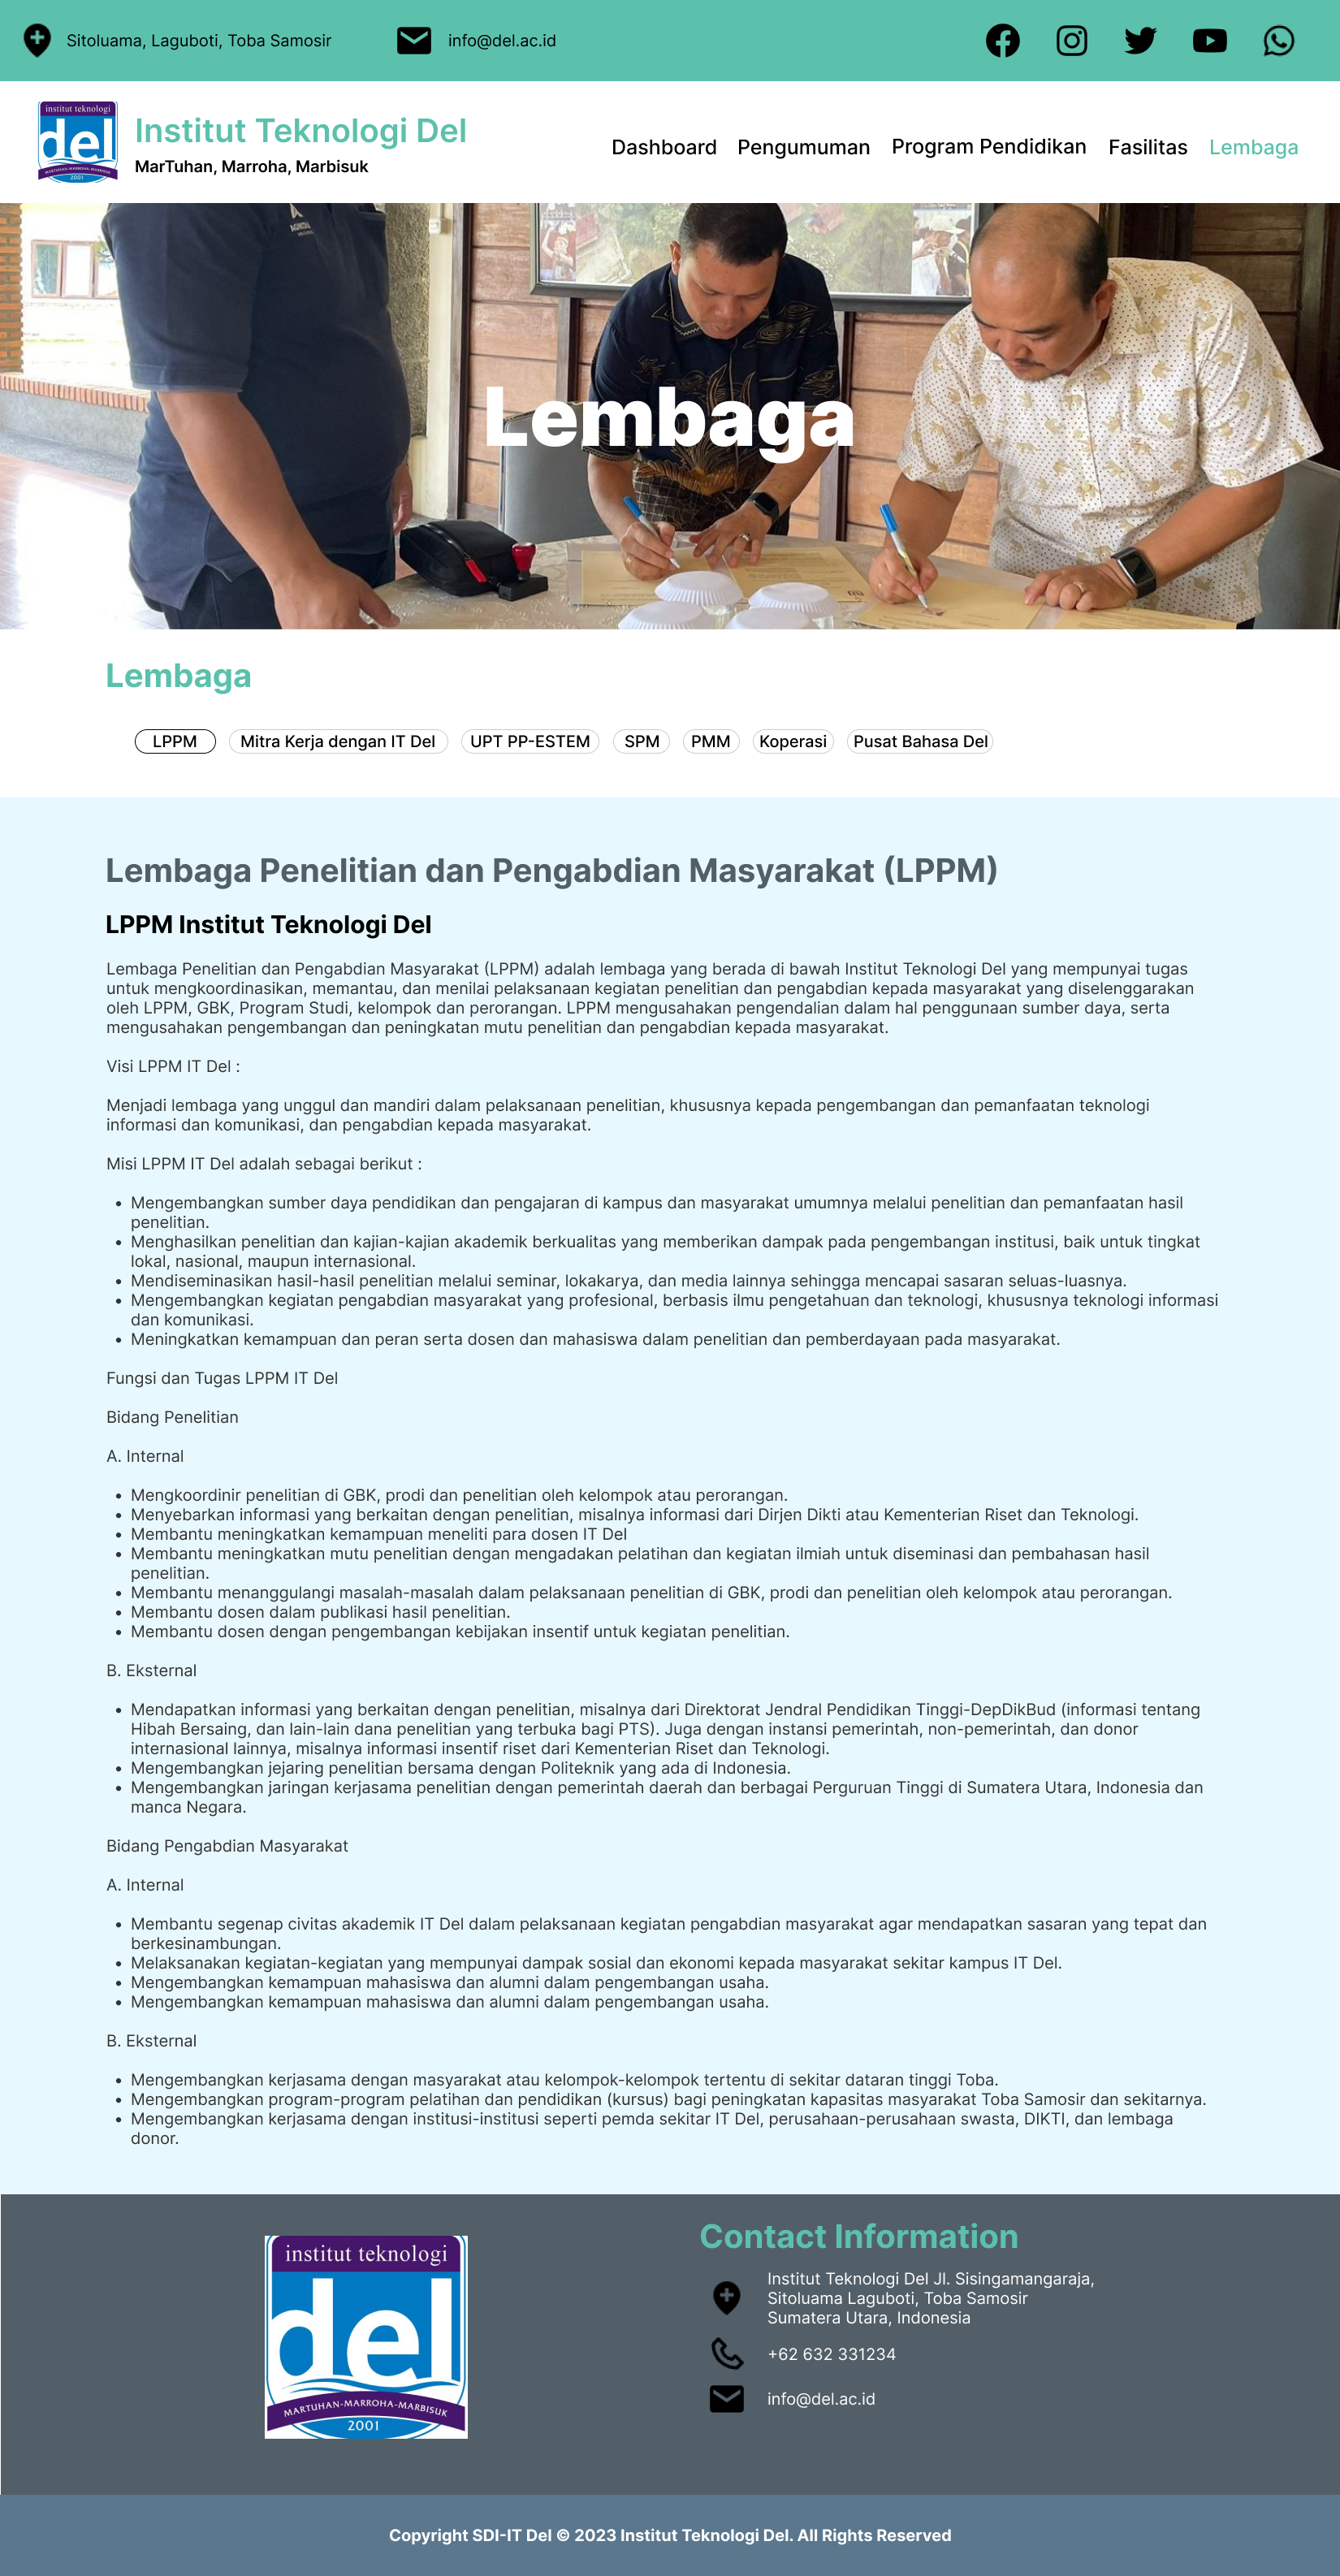 Sitoluama, Laguboti, Toba Samosir
info@del.ac.id
institut teknologi
del
MARTUHAN-MARROHA-MARBISUK
2001
Institut Teknologi Del
MarTuhan, Marroha, Marbisuk
Dashboard
Pengumuman
Program Pendidikan
Fasilitas
Lembaga
Lembaga
Lembaga
LPPM
Mitra Kerja dengan IT Del
UPT PP-ESTEM
SPM
PMM
Koperasi
Pusat Bahasa Del
Lembaga Penelitian dan Pengabdian Masyarakat (LPPM)
LPPM Institut Teknologi Del
Lembaga Penelitian dan Pengabdian Masyarakat (LPPM) adalah lembaga yang berada di bawah Institut Teknologi Del yang mempunyai tugas
untuk mengkoordinasikan, memantau, dan menilai pelaksanaan kegiatan penelitian dan pengabdian kepada masyarakat yang diselenggarakan
oleh LPPM, GBK, Program Studi, kelompok dan perorangan. LPPM mengusahakan pengendalian dalam hal penggunaan sumber daya, serta
mengusahakan pengembangan dan peningkatan mutu penelitian dan pengabdian kepada masyarakat.
Visi LPPM IT Del :
Menjadi lembaga yang unggul dan mandiri dalam pelaksanaan penelitian, khususnya kepada pengembangan dan pemanfaatan teknologi
informasi dan komunikasi, dan pengabdian kepada masyarakat.
Misi LPPM IT Del adalah sebagai berikut :
• Mengembangkan sumber daya pendidikan dan pengajaran di kampus dan masyarakat umumnya melalui penelitian dan pemanfaatan hasil
penelitian.
• Menghasilkan penelitian dan kajian-kajian akademik berkualitas yang memberikan dampak pada pengembangan institusi, baik untuk tingkat
lokal, nasional, maupun internasional.
• Mendiseminasikan hasil-hasil penelitian melalui seminar, lokakarya, dan media lainnya sehingga mencapai sasaran seluas-luasnya.
• Mengembangkan kegiatan pengabdian masyarakat yang profesional, berbasis ilmu pengetahuan dan teknologi, khususnya teknologi informasi
dan komunikasi.
• Meningkatkan kemampuan dan peran serta dosen dan mahasiswa dalam penelitian dan pemberdayaan pada masyarakat.
Fungsi dan Tugas LPPM IT Del
Bidang Penelitian
A. Internal
• Mengkoordinir penelitian di GBK, prodi dan penelitian oleh kelompok atau perorangan.
• Menyebarkan informasi yang berkaitan dengan penelitian, misalnya informasi dari Dirjen Dikti atau Kementerian Riset dan Teknologi.
• Membantu meningkatkan kemampuan meneliti para dosen IT Del
• Membantu meningkatkan mutu penelitian dengan mengadakan pelatihan dan kegiatan ilmiah untuk diseminasi dan pembahasan hasil
penelitian.
• Membantu menanggulangi masalah-masalah dalam pelaksanaan penelitian di GBK, prodi dan penelitian oleh kelompok atau perorangan.
• Membantu dosen dalam publikasi hasil penelitian.
• Membantu dosen dengan pengembangan kebijakan insentif untuk kegiatan penelitian.
B. Eksternal
• Mendapatkan informasi yang berkaitan dengan penelitian, misalnya dari Direktorat Jendral Pendidikan Tinggi-DepDikBud (informasi tentang
Hibah Bersaing, dan lain-lain dana penelitian yang terbuka bagi PTS). Juga dengan instansi pemerintah, non-pemerintah, dan donor
internasional lainnya, misalnya informasi insentif riset dari Kementerian Riset dan Teknologi.
• Mengembangkan jejaring penelitian bersama dengan Politeknik yang ada di Indonesia.
• Mengembangkan jaringan kerjasama penelitian dengan pemerintah daerah dan berbagai Perguruan Tinggi di Sumatera Utara, Indonesia dan
manca Negara.
Bidang Pengabdian Masyarakat
A. Internal
• Membantu segenap civitas akademik IT Del dalam pelaksanaan kegiatan pengabdian masyarakat agar mendapatkan sasaran yang tepat dan
berkesinambungan.
• Melaksanakan kegiatan-kegiatan yang mempunyai dampak sosial dan ekonomi kepada masyarakat sekitar kampus IT Del.
• Mengembangkan kemampuan mahasiswa dan alumni dalam pengembangan usaha.
• Mengembangkan kemampuan mahasiswa dan alumni dalam pengembangan usaha.
B. Eksternal
• Mengembangkan kerjasama dengan masyarakat atau kelompok-kelompok tertentu di sekitar dataran tinggi Toba.
• Mengembangkan program-program pelatihan dan pendidikan (kursus) bagi peningkatan kapasitas masyarakat Toba Samosir dan sekitarnya.
• Mengembangkan kerjasama dengan institusi-institusi seperti pemda sekitar IT Del, perusahaan-perusahaan swasta, DIKTI, dan lembaga
donor.
institut teknologi
del
MARTUHAN-MARROHA-MARBISUK
2001
Contact Information
Institut Teknologi Del Jl. Sisingamangaraja,
Sitoluama Laguboti, Toba Samosir
Sumatera Utara, Indonesia
+62 632 331234
info@del.ac.id
Copyright SDI-IT Del © 2023 Institut Teknologi Del. All Rights Reserved